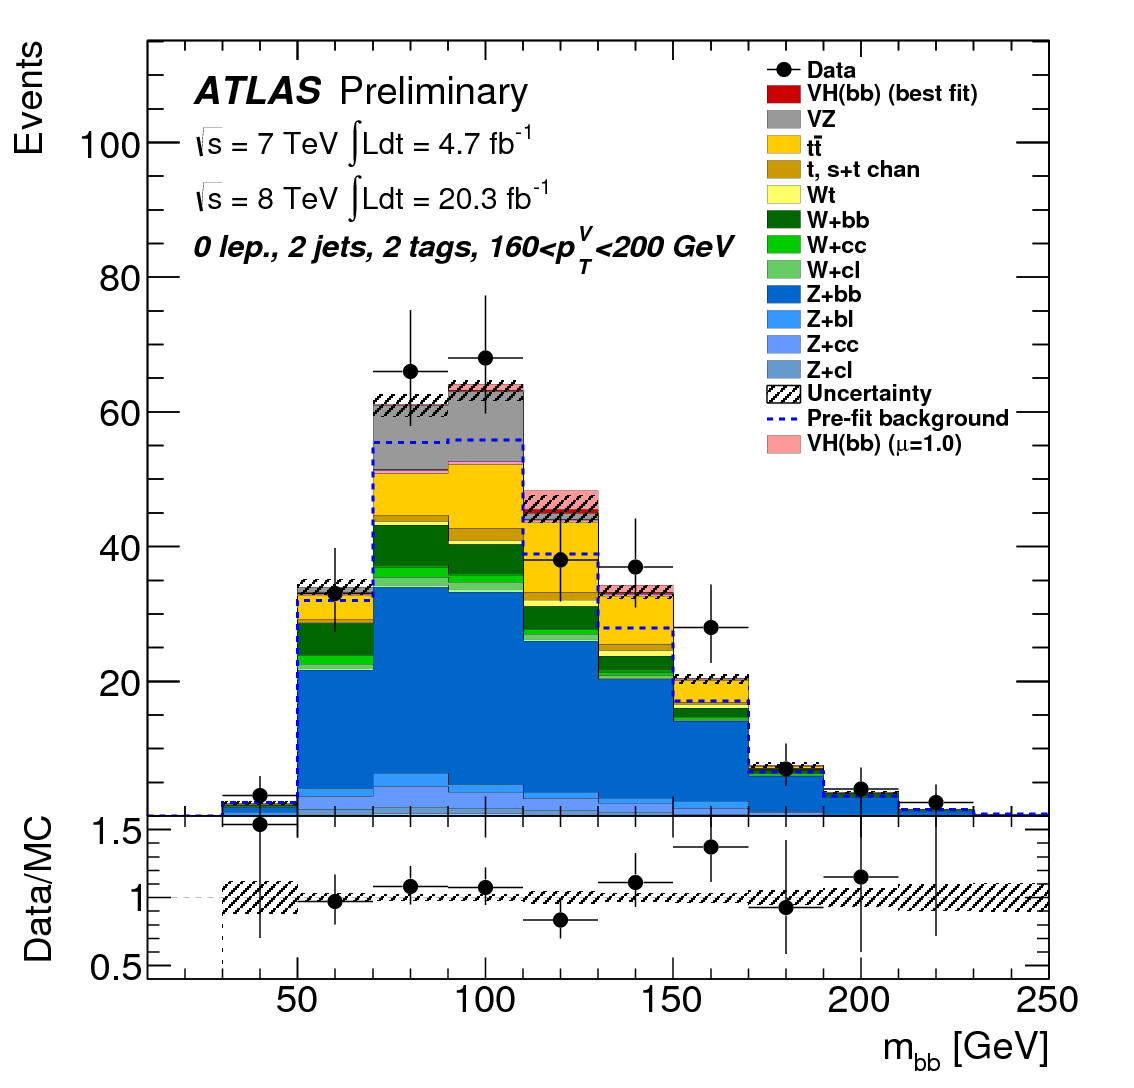 Events
ATLAS Preliminary
√s = 7 TeV ∫Ldt = 4.7 fb⁻¹
√s = 8 TeV ∫Ldt = 20.3 fb⁻¹
0 lep., 2 jets, 2 tags, 160<p_T^V<200 GeV
Data
VH(bb) (best fit)
VZ
tt̄
t, s+t chan
Wt
W+bb
W+cc
W+cl
Z+bb
Z+bl
Z+cc
Z+cl
Uncertainty
Pre-fit background
VH(bb) (μ=1.0)
100
80
60
40
20
Data/MC
1.5
1
0.5
50 100 150 200 250
m_bb [GeV]